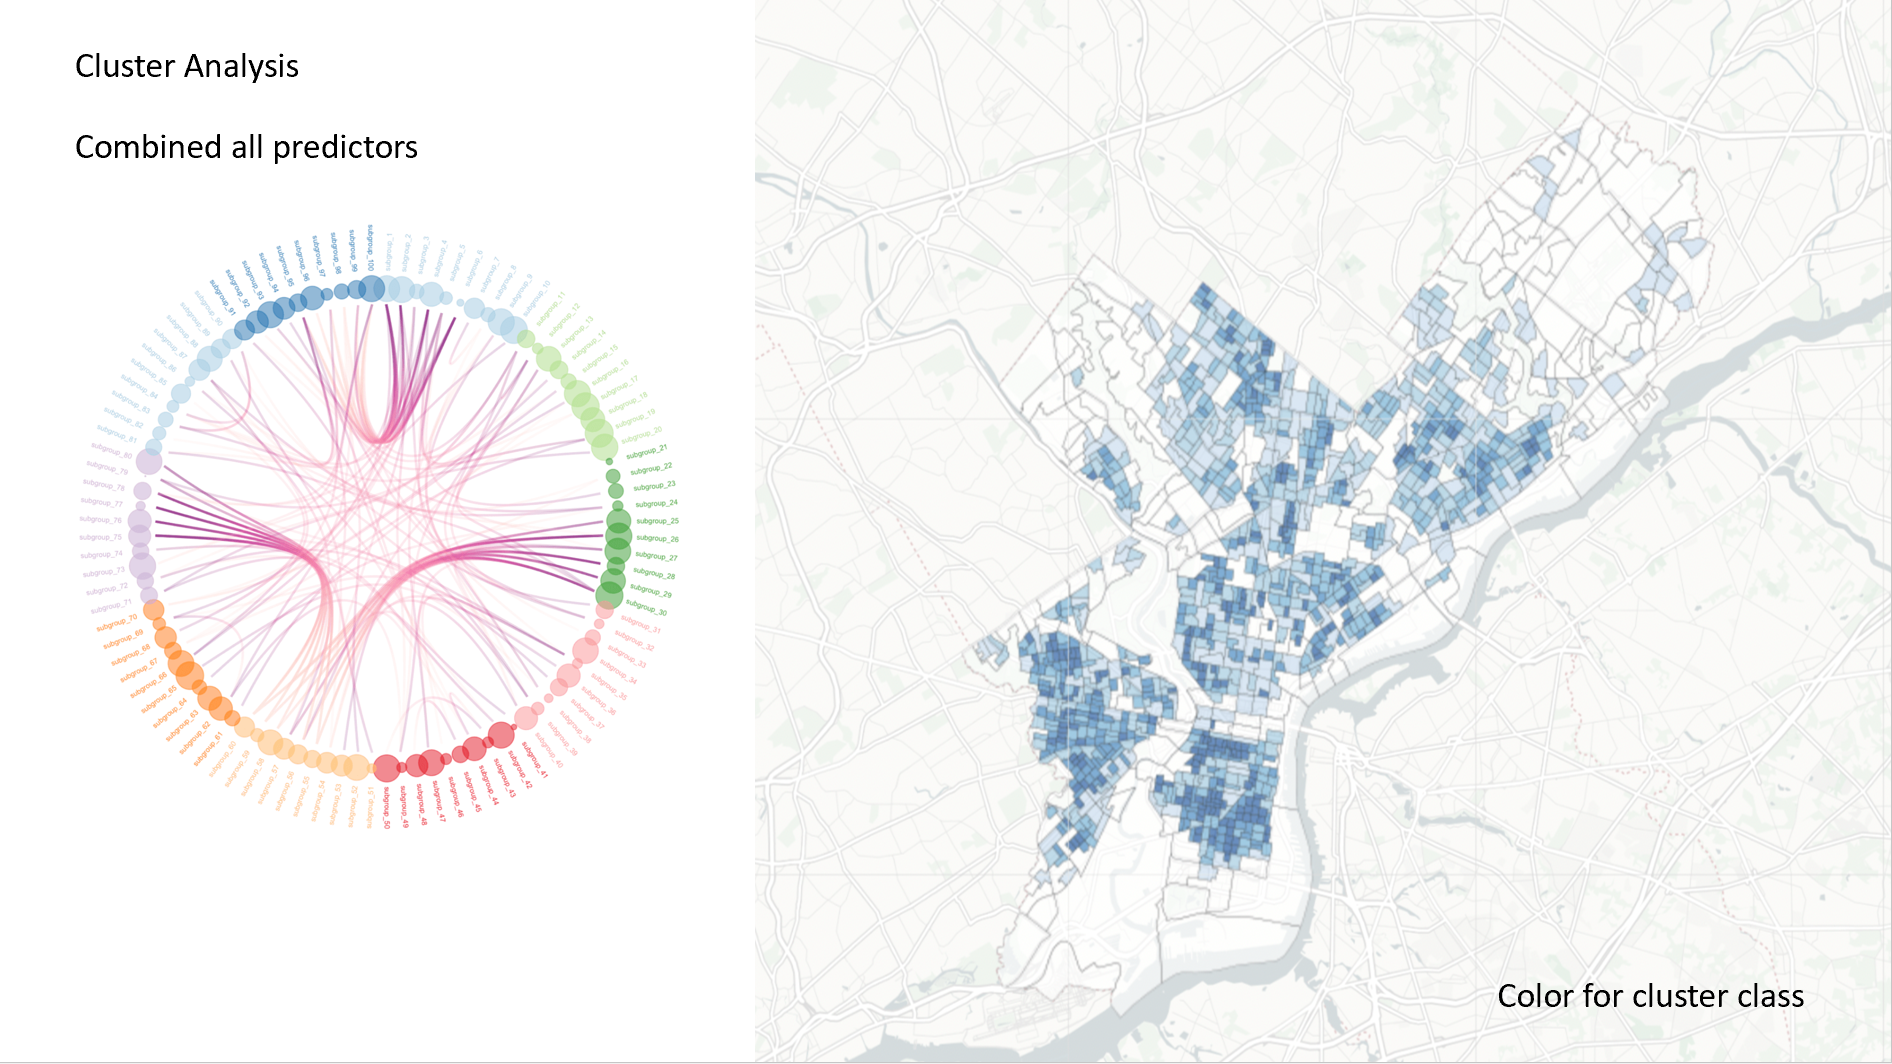 Cluster Analysis
Combined all predictors
subgroup_1
subgroup_2
subgroup_3
subgroup_4
subgroup_5
subgroup_6
subgroup_7
subgroup_8
subgroup_9
subgroup_10
subgroup_11
subgroup_12
subgroup_13
subgroup_14
subgroup_15
subgroup_16
subgroup_17
subgroup_18
subgroup_19
subgroup_20
subgroup_21
subgroup_22
subgroup_23
subgroup_24
subgroup_25
subgroup_26
subgroup_27
subgroup_28
subgroup_29
subgroup_30
subgroup_31
subgroup_32
subgroup_33
subgroup_34
subgroup_35
subgroup_36
subgroup_37
subgroup_38
subgroup_39
subgroup_40
subgroup_41
subgroup_42
subgroup_43
subgroup_44
subgroup_45
subgroup_46
subgroup_47
subgroup_48
subgroup_49
subgroup_50
subgroup_51
subgroup_52
subgroup_53
subgroup_54
subgroup_55
subgroup_56
subgroup_57
subgroup_58
subgroup_59
subgroup_60
subgroup_61
subgroup_62
subgroup_63
subgroup_64
subgroup_65
subgroup_66
subgroup_67
subgroup_68
subgroup_69
subgroup_70
subgroup_71
subgroup_72
subgroup_73
subgroup_74
subgroup_75
subgroup_76
subgroup_77
subgroup_78
subgroup_79
subgroup_80
subgroup_81
subgroup_82
subgroup_83
subgroup_84
subgroup_85
subgroup_86
subgroup_87
subgroup_88
subgroup_89
subgroup_90
subgroup_91
subgroup_92
subgroup_93
subgroup_94
subgroup_95
subgroup_96
subgroup_97
subgroup_98
subgroup_99
subgroup_100
Color for cluster class